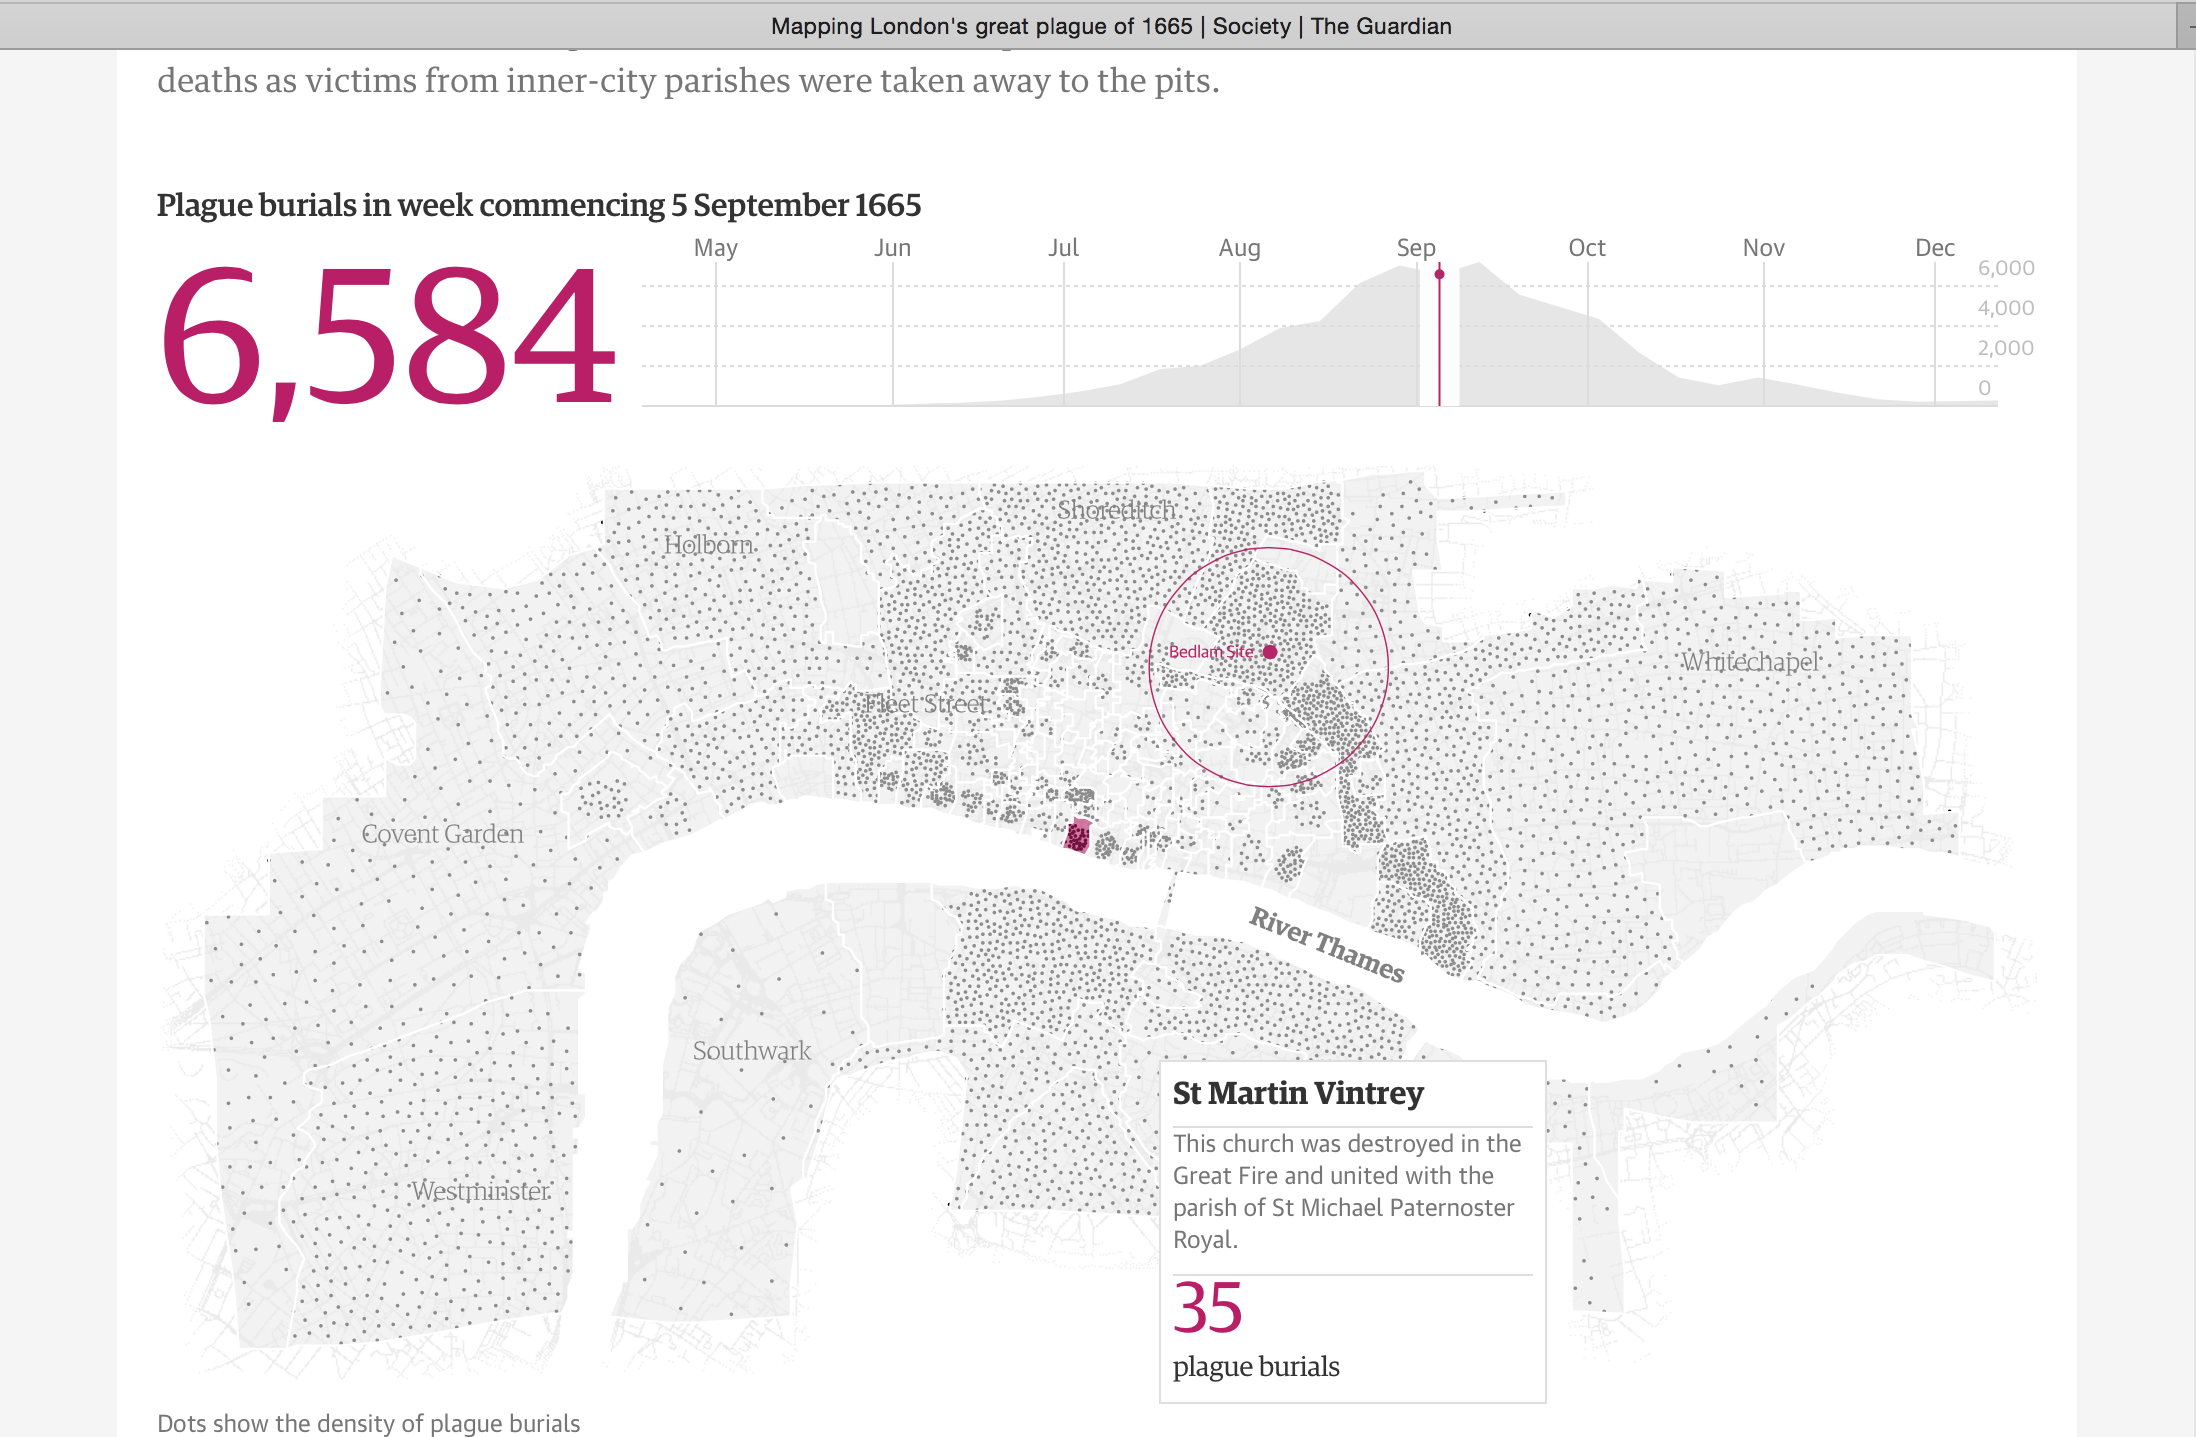 Mapping London's great plague of 1665 | Society | The Guardian
deaths as victims from inner-city parishes were taken away to the pits.
Plague burials in week commencing 5 September 1665
6,584
May Jun Jul Aug Sep Oct Nov Dec
6,000
4,000
2,000
0
Shoreditch
Holborn
Bedlam Site
Whitechapel
Fleet Street
Covent Garden
River Thames
Southwark
Westminster
St Martin Vintrey
This church was destroyed in the
Great Fire and united with the
parish of St Michael Paternoster
Royal.
35
plague burials
Dots show the density of plague burials